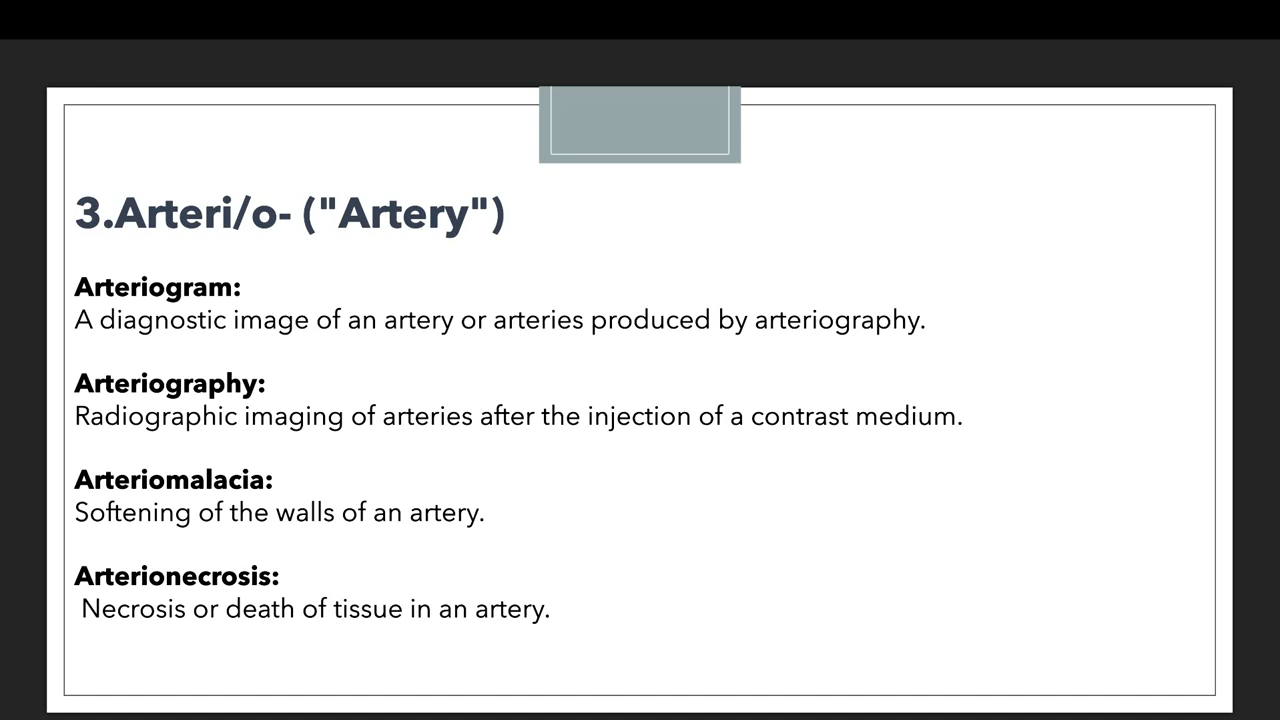 3.Arteri/o- ("Artery")
Arteriogram:
A diagnostic image of an artery or arteries produced by arteriography.
Arteriography:
Radiographic imaging of arteries after the injection of a contrast medium.
Arteriomalacia:
Softening of the walls of an artery.
Arterionecrosis:
Necrosis or death of tissue in an artery.